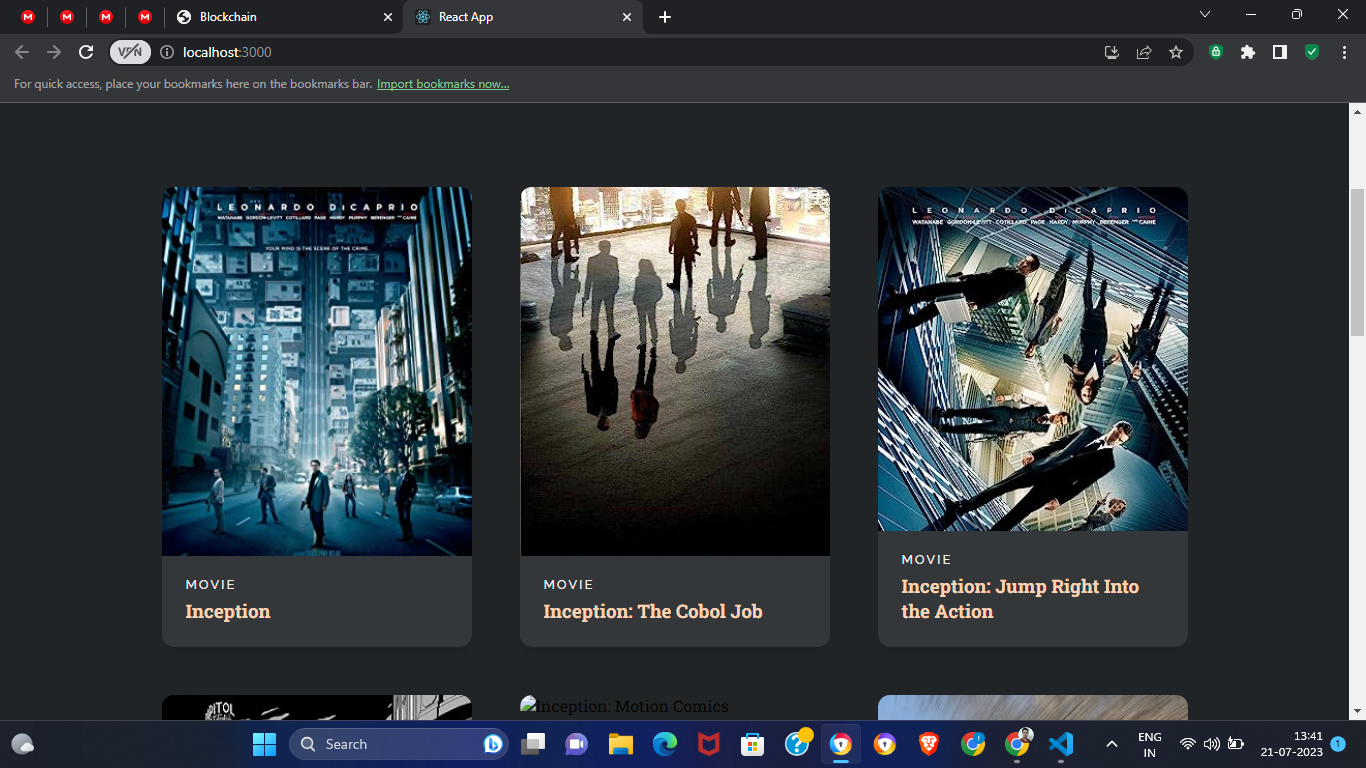 Blockchain
React App
VPN
localhost:3000
For quick access, place your bookmarks here on the bookmarks bar. Import bookmarks now...
LEONARDO DiCAPRIO
WATANABE GORDON-LEVITT COTILLARD PAGE HARDY MURPHY BERENGER AND CAINE
YOUR MIND IS THE SCENE OF THE CRIME.
LEONARDO DiCAPRIO
WATANABE GORDON-LEVITT COTILLARD PAGE HARDY MURPHY BERENGER AND CAINE
MOVIE
Inception
MOVIE
Inception: The Cobol Job
MOVIE
Inception: Jump Right Into
the Action
Inception: Motion Comics
Search
ENG
IN
13:41
21-07-2023
1